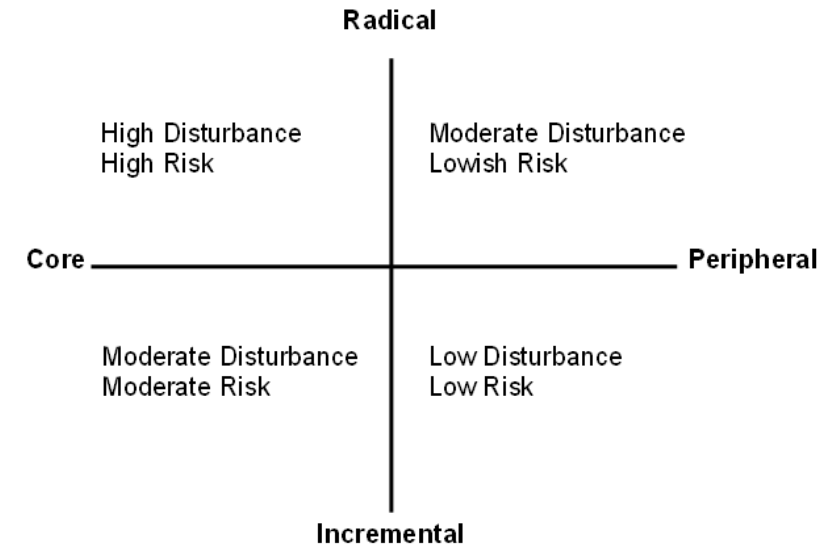 Radical
High Disturbance
High Risk
Moderate Disturbance
Lowish Risk
Core
Peripheral
Moderate Disturbance
Moderate Risk
Low Disturbance
Low Risk
Incremental